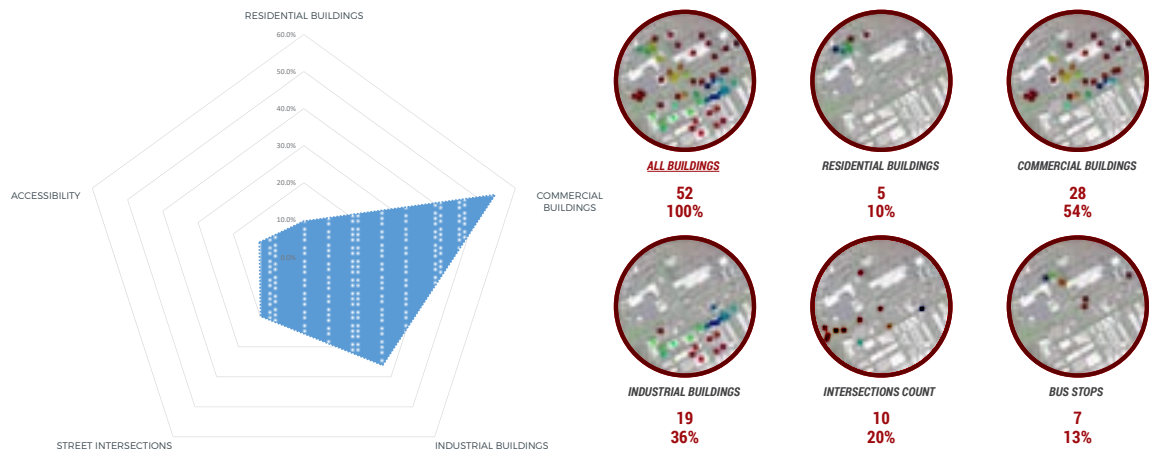 RESIDENTIAL BUILDINGS
60.0%
50.0%
40.0%
30.0%
20.0%
10.0%
0.0%
ACCESSIBILITY
COMMERCIAL
BUILDINGS
STREET INTERSECTIONS
INDUSTRIAL BUILDINGS
ALL BUILDINGS
52
100%
RESIDENTIAL BUILDINGS
5
10%
COMMERCIAL BUILDINGS
28
54%
INDUSTRIAL BUILDINGS
19
36%
INTERSECTIONS COUNT
10
20%
BUS STOPS
7
13%